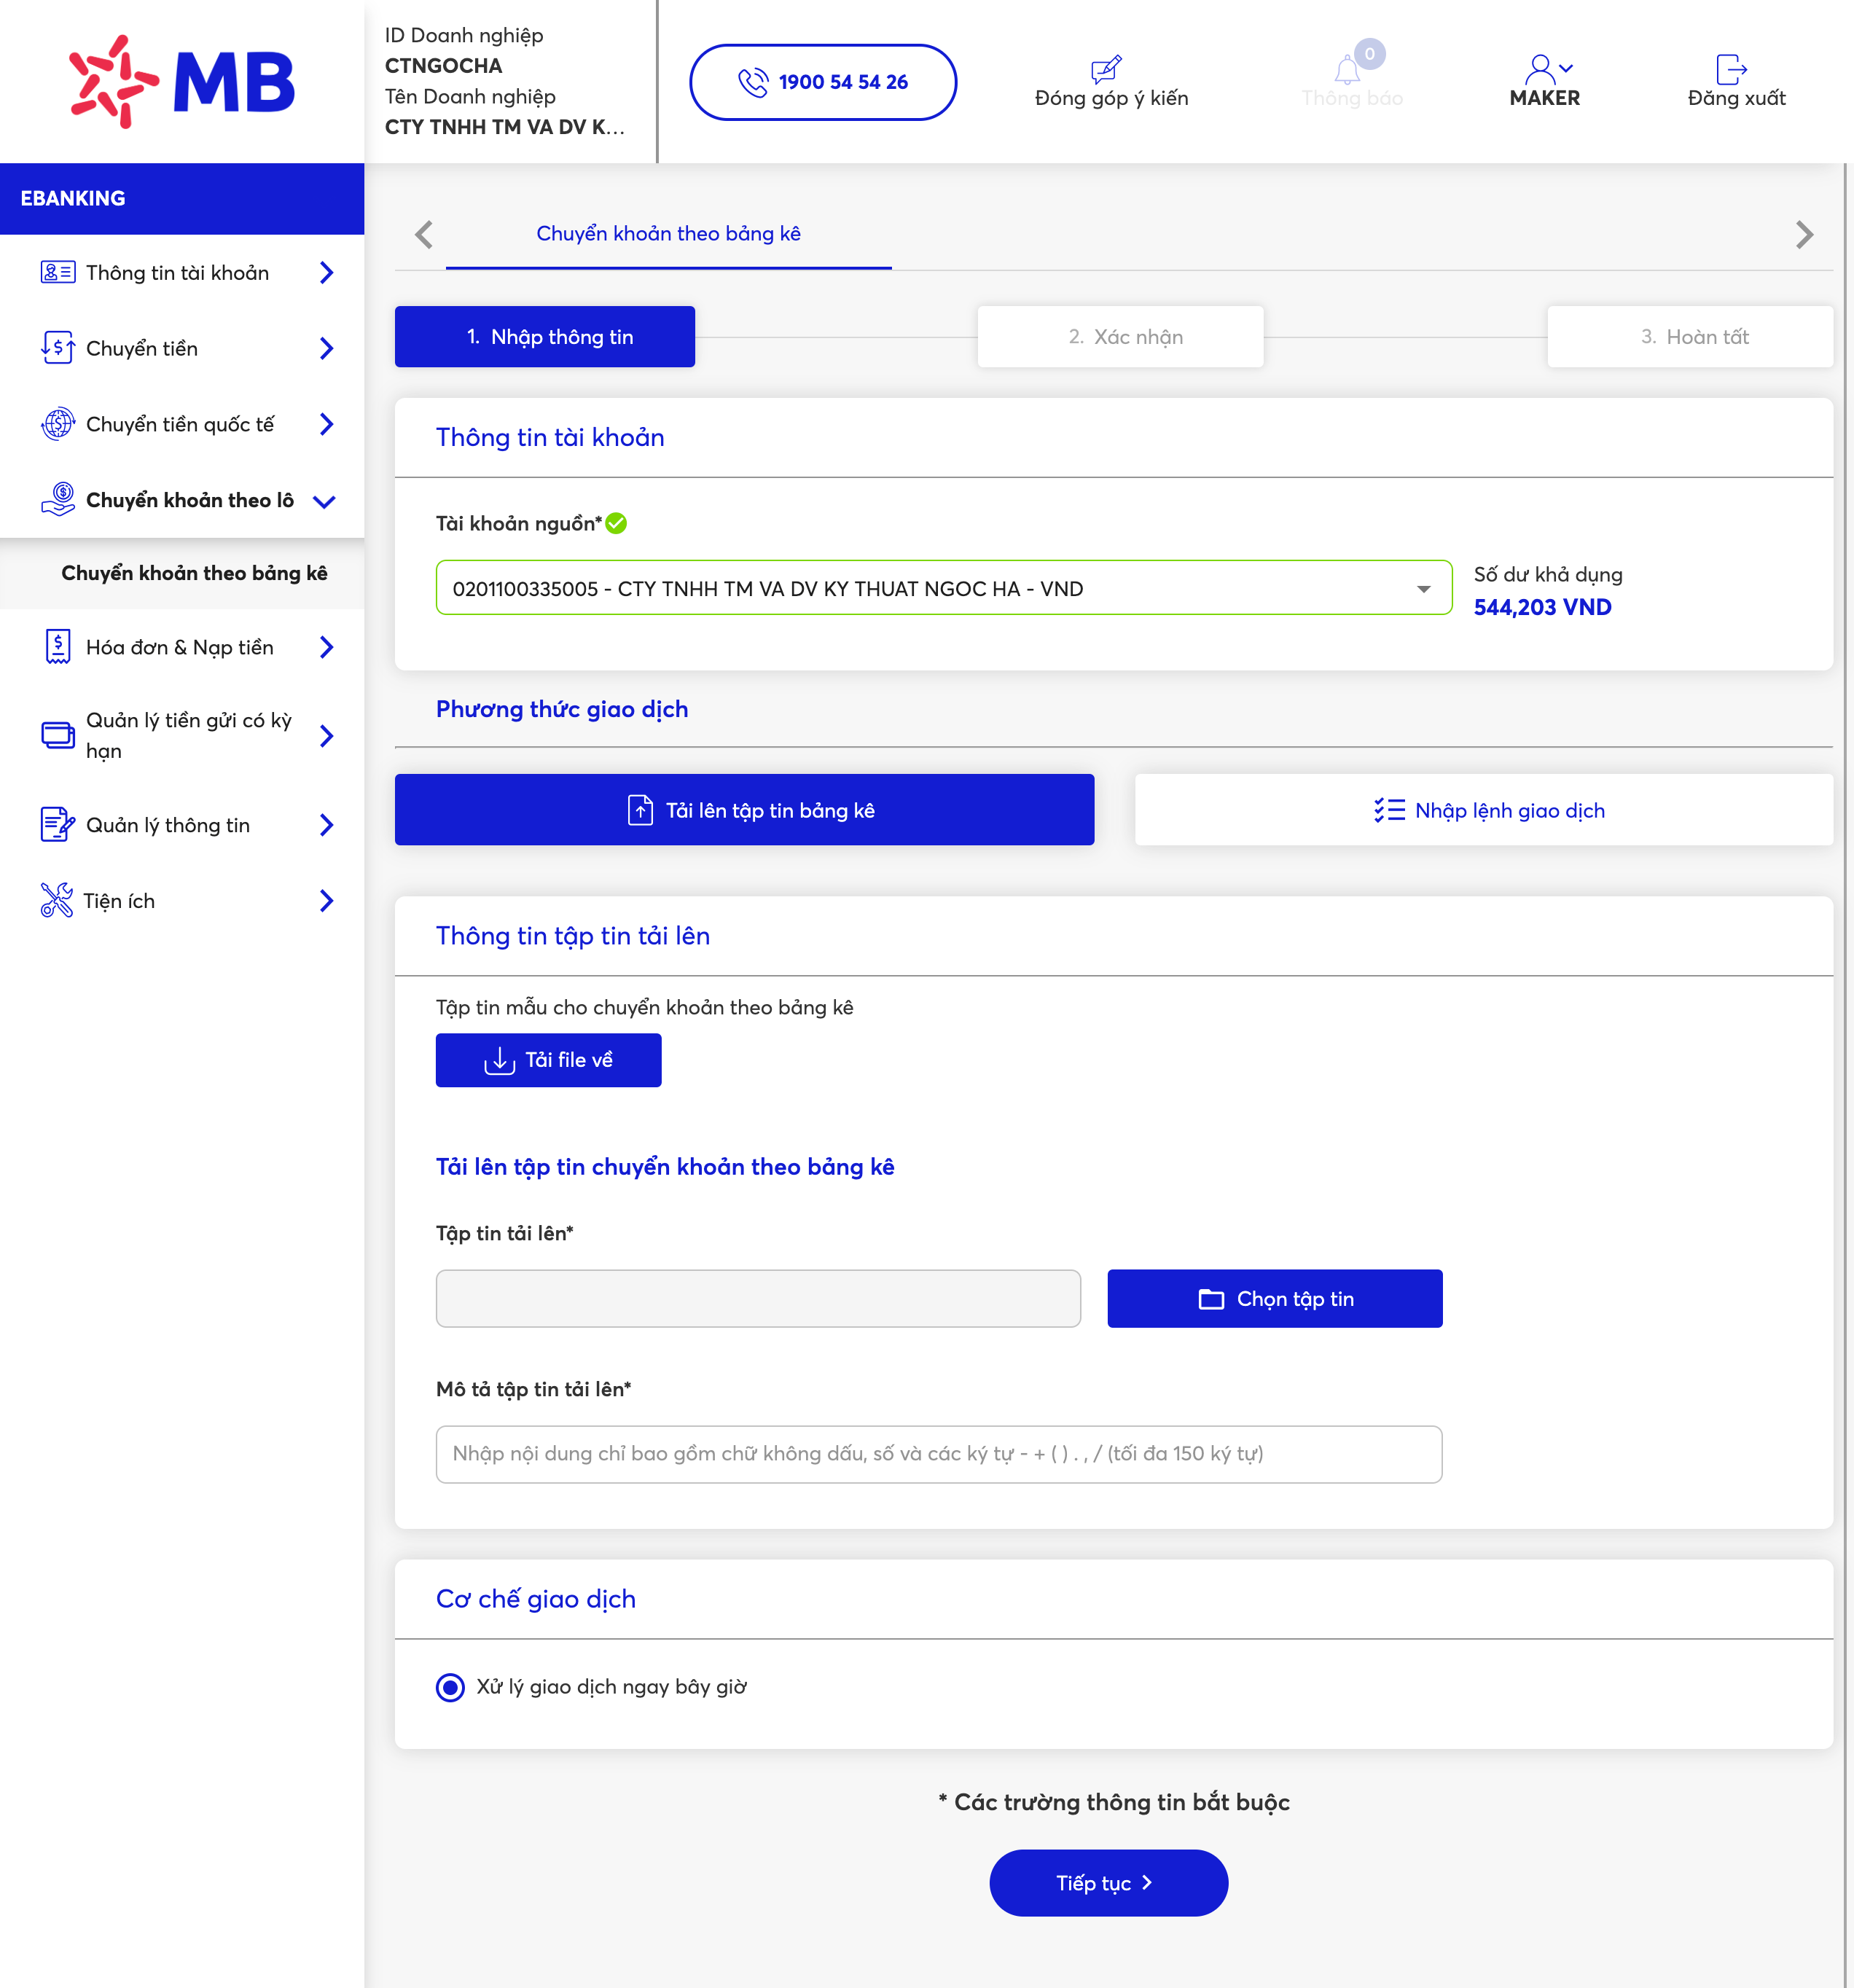 MB
ID Doanh nghiệp
CTNGOCHA
Tên Doanh nghiệp
CTY TNHH TM VA DV K...
1900 54 54 26
Đóng góp ý kiến
0
Thông báo
MAKER
Đăng xuất
EBANKING
Thông tin tài khoản
Chuyển tiền
Chuyển tiền quốc tế
Chuyển khoản theo lô
Chuyển khoản theo bảng kê
Hóa đơn & Nạp tiền
Quản lý tiền gửi có kỳ
hạn
Quản lý thông tin
Tiện ích
Chuyển khoản theo bảng kê
1. Nhập thông tin
2. Xác nhận
3. Hoàn tất
Thông tin tài khoản
Tài khoản nguồn*
0201100335005 - CTY TNHH TM VA DV KY THUAT NGOC HA - VND
Số dư khả dụng
544,203 VND
Phương thức giao dịch
Tải lên tập tin bảng kê
Nhập lệnh giao dịch
Thông tin tập tin tải lên
Tập tin mẫu cho chuyển khoản theo bảng kê
Tải file về
Tải lên tập tin chuyển khoản theo bảng kê
Tập tin tải lên*
Chọn tập tin
Mô tả tập tin tải lên*
Nhập nội dung chỉ bao gồm chữ không dấu, số và các ký tự - + ( ) . , / (tối đa 150 ký tự)
Cơ chế giao dịch
Xử lý giao dịch ngay bây giờ
* Các trường thông tin bắt buộc
Tiếp tục